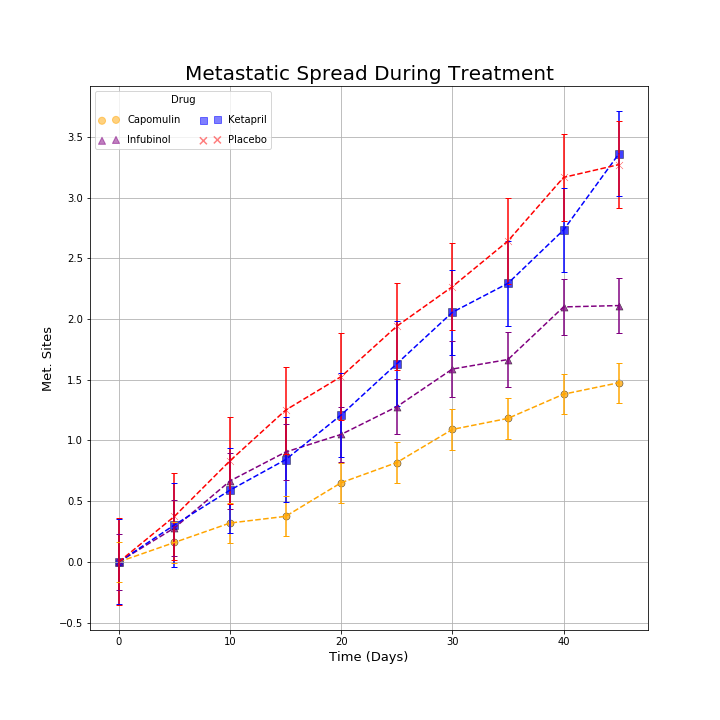 Metastatic Spread During Treatment
Drug
Capomulin Ketapril
Infubinol Placebo
3.5
3.0
2.5
2.0
1.5
1.0
0.5
0.0
−0.5
Met. Sites
0 10 20 30 40
Time (Days)